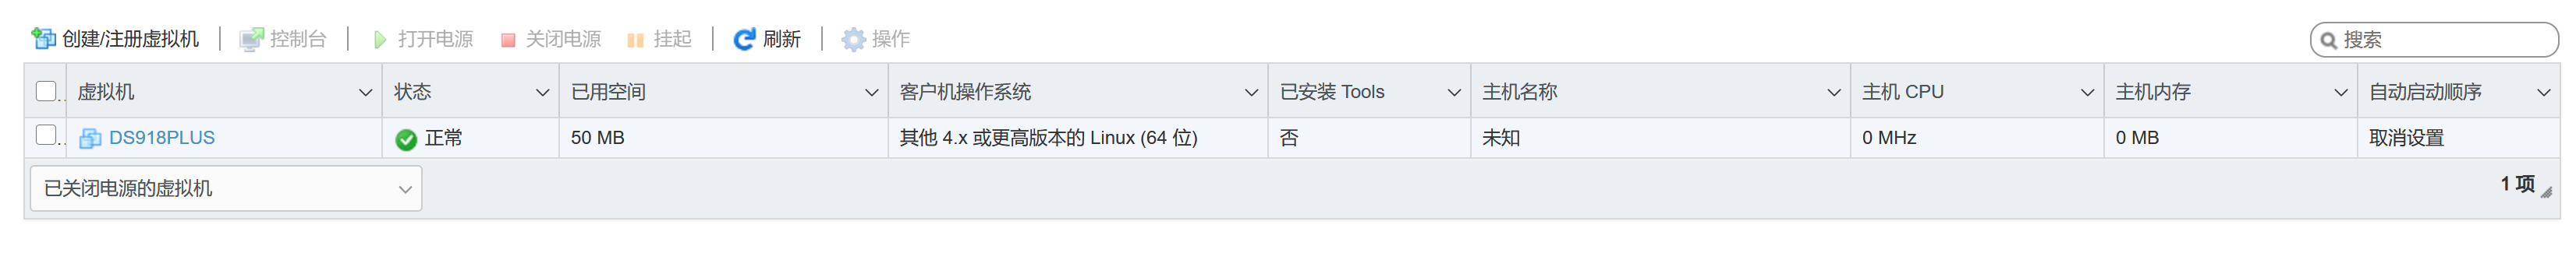 创建/注册虚拟机 控制台 打开电源 关闭电源 挂起 刷新 操作 搜索
虚拟机 状态 已用空间 客户机操作系统 已安装 Tools 主机名称 主机 CPU 主机内存 自动启动顺序
DS918PLUS 正常 50 MB 其他 4.x 或更高版本的 Linux (64 位) 否 未知 0 MHz 0 MB 取消设置
已关闭电源的虚拟机 1 项